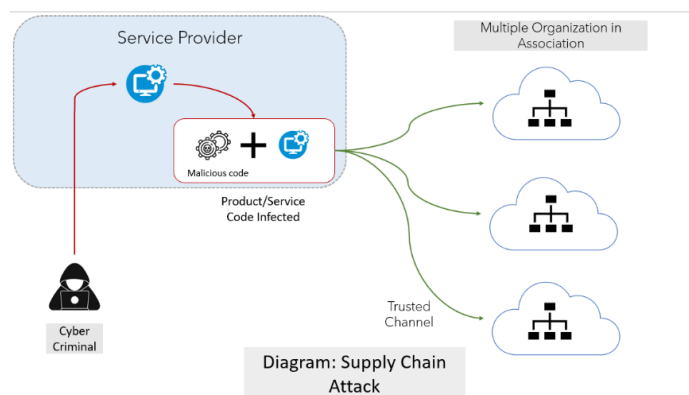 Service Provider
Multiple Organization in
Association
Malicious code
Product/Service
Code Infected
Trusted
Channel
Cyber
Criminal
Diagram: Supply Chain
Attack